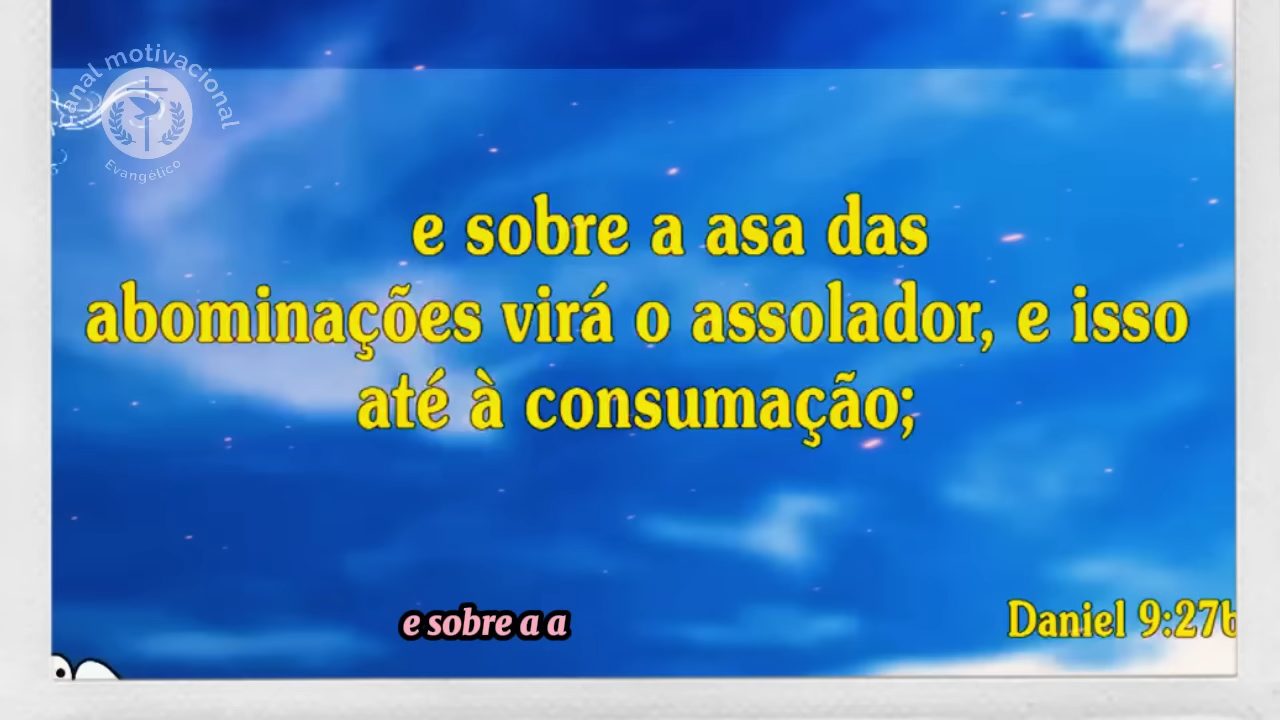 Canal motivacional
Evangélico
e sobre a asa das
abominações virá o assolador, e isso
até à consumação;
e sobre a a
Daniel 9:27b